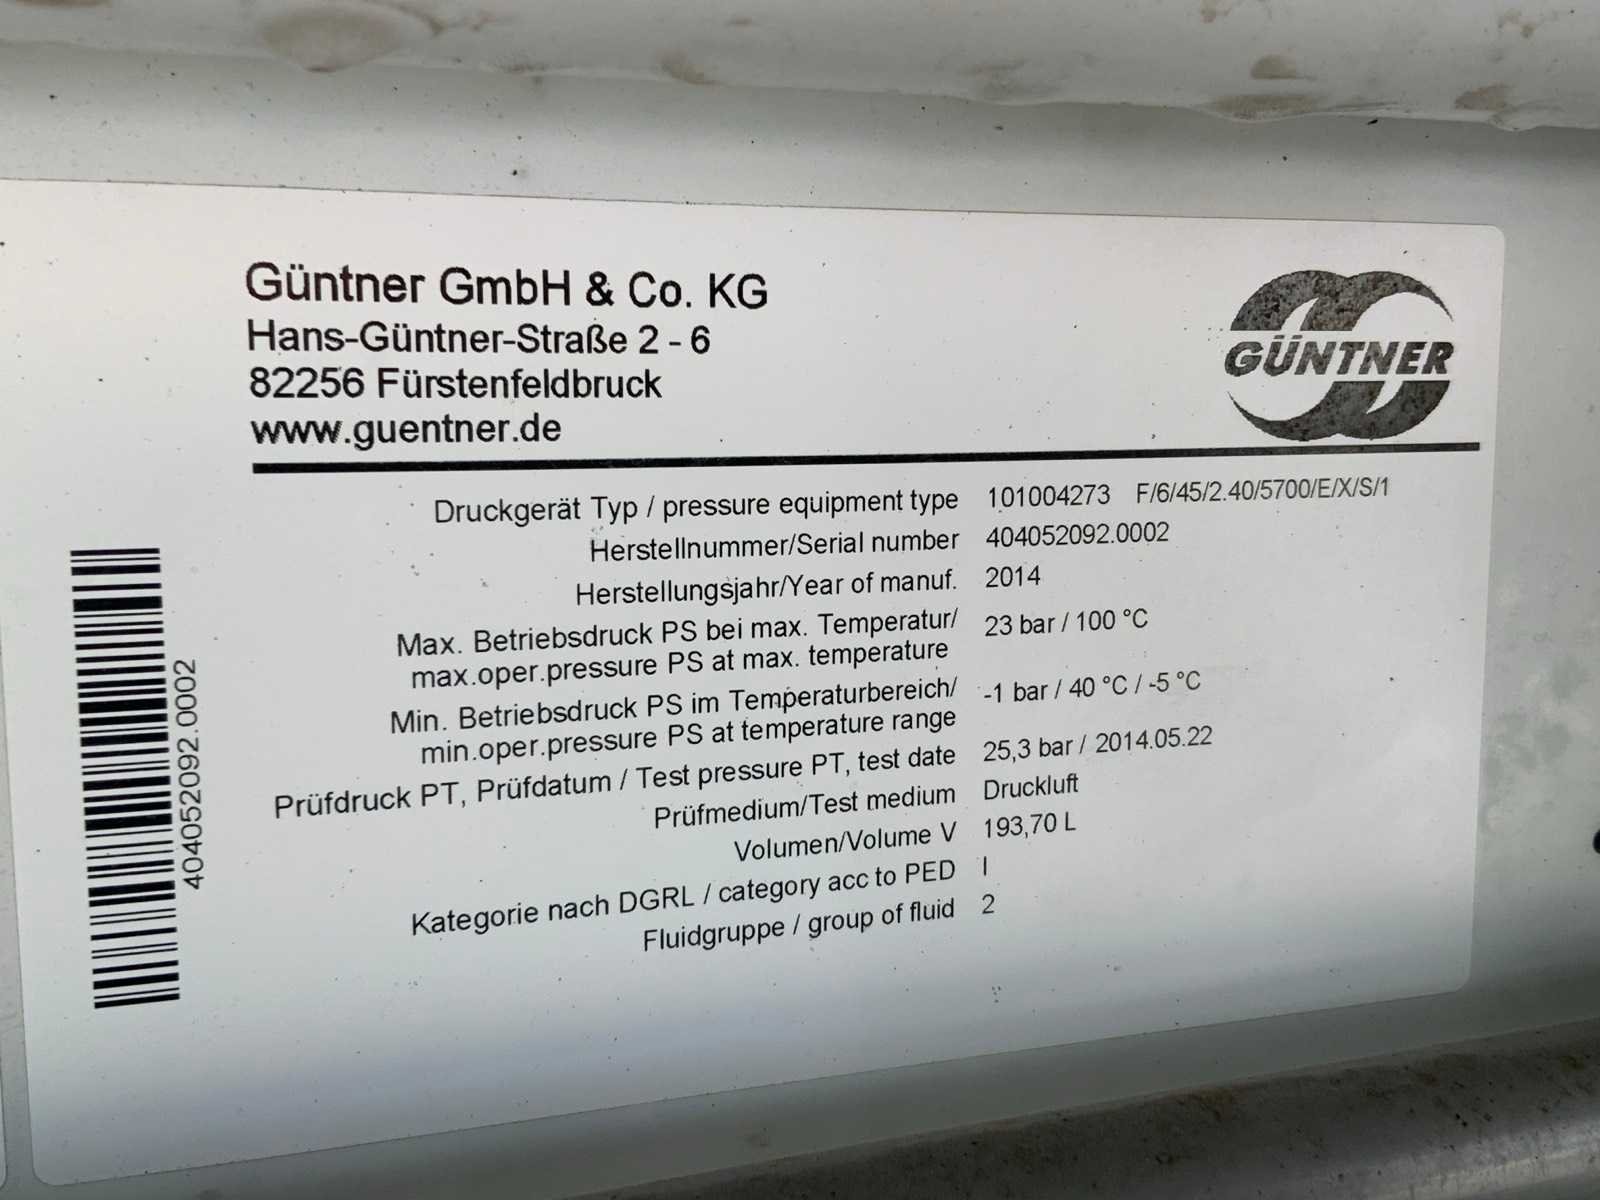 Güntner GmbH & Co. KG
Hans-Güntner-Straße 2 - 6
82256 Fürstenfeldbruck
www.guentner.de
GÜNTNER
Druckgerät Typ / pressure equipment type 101004273 F/6/45/2.40/5700/E/X/S/1
Herstellnummer/Serial number 404052092.0002
Herstellungsjahr/Year of manuf. 2014
Max. Betriebsdruck PS bei max. Temperatur/ 23 bar / 100 °C
max.oper.pressure PS at max. temperature
Min. Betriebsdruck PS im Temperaturbereich/ -1 bar / 40 °C / -5 °C
min.oper.pressure PS at temperature range
Prüfdruck PT, Prüfdatum / Test pressure PT, test date 25,3 bar / 2014.05.22
Prüfmedium/Test medium Druckluft
Volumen/Volume V 193,70 L
Kategorie nach DGRL / category acc to PED I
Fluidgruppe / group of fluid 2
404052092.0002